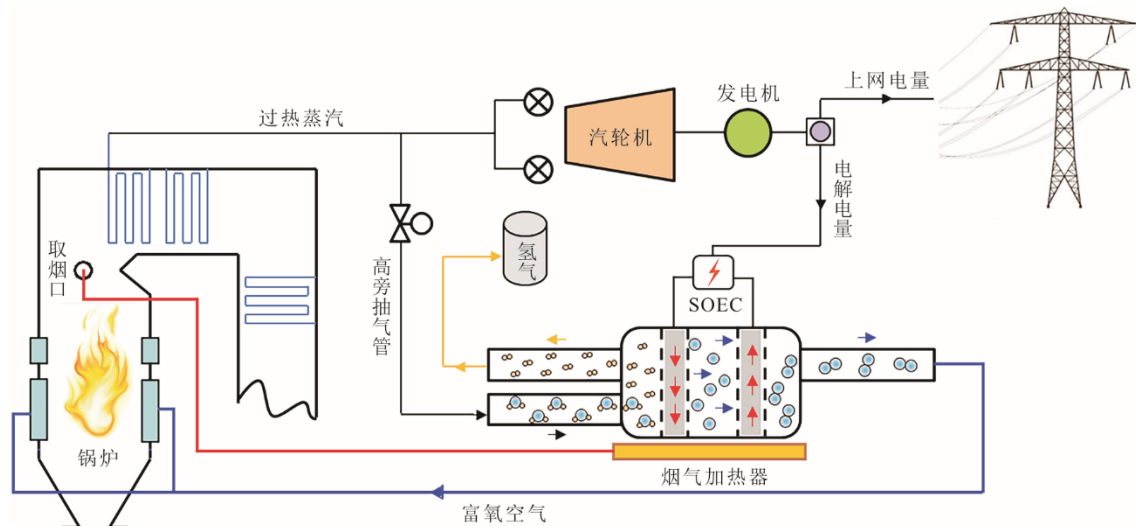 上网电量
发电机
过热蒸汽
汽轮机
电解电量
取烟口
高旁抽气管
氢气
SOEC
锅炉
烟气加热器
富氧空气